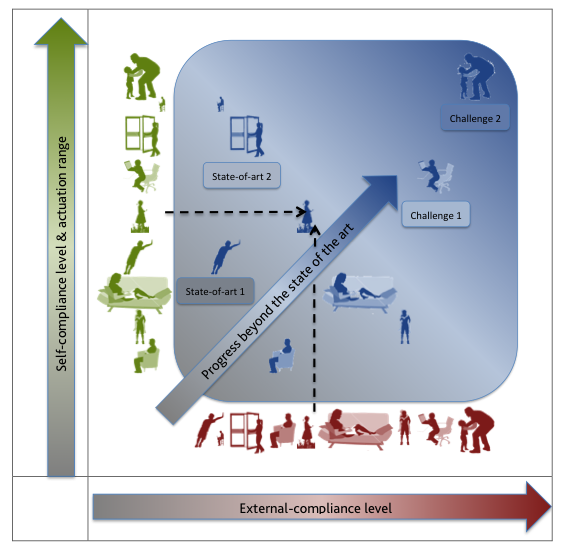 Self-compliance level & actuation range
Challenge 2
State-of-art 2
Challenge 1
State-of-art 1
Progress beyond the state of the art
External-compliance level